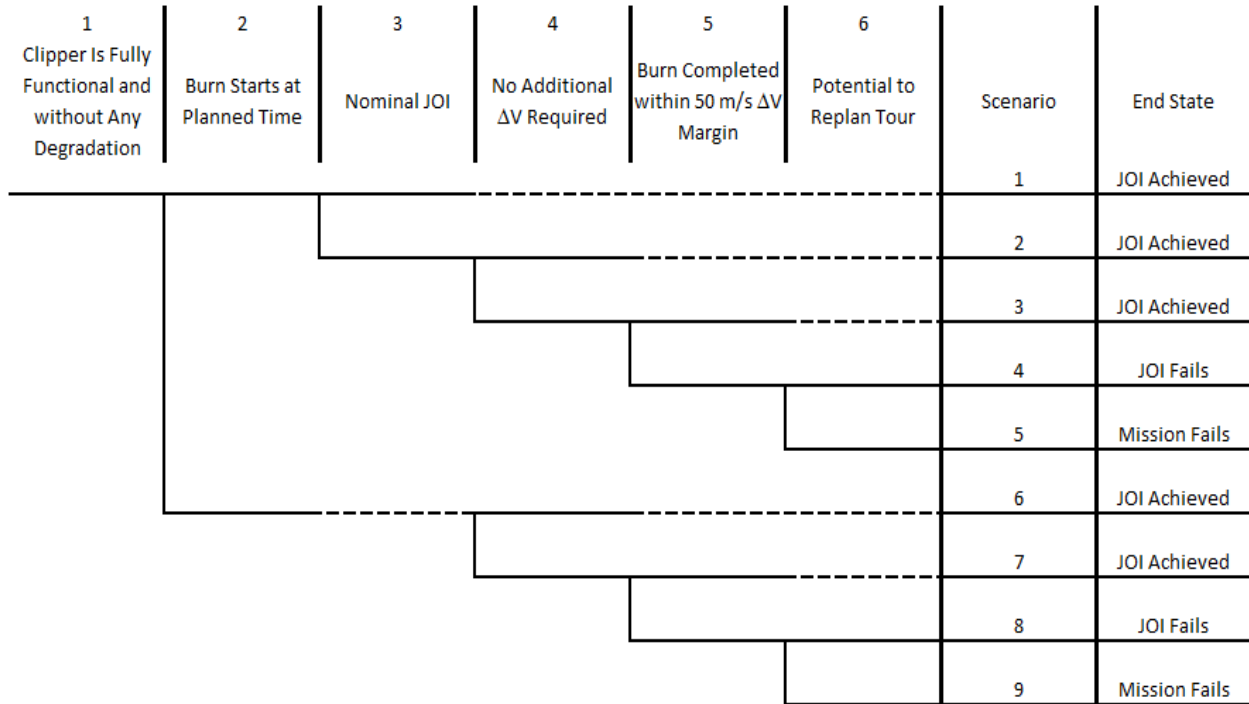 1
Clipper Is Fully
Functional and
without Any
Degradation
2
Burn Starts at
Planned Time
3
Nominal JOI
4
No Additional
ΔV Required
5
Burn Completed
within 50 m/s ΔV
Margin
6
Potential to
Replan Tour
Scenario
End State
1 JOI Achieved
2 JOI Achieved
3 JOI Achieved
4 JOI Fails
5 Mission Fails
6 JOI Achieved
7 JOI Achieved
8 JOI Fails
9 Mission Fails